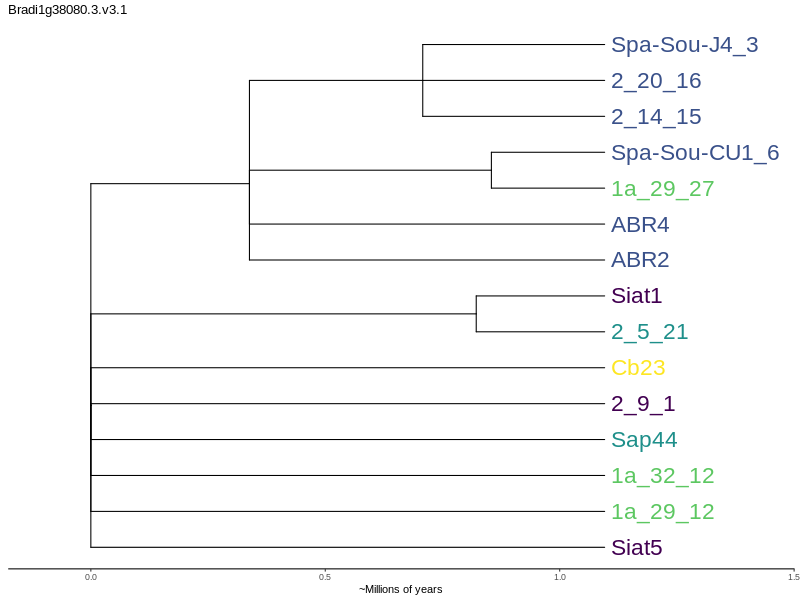 Bradi1g38080.3.v3.1
Spa-Sou-J4_3
2_20_16
2_14_15
Spa-Sou-CU1_6
1a_29_27
ABR4
ABR2
Siat1
2_5_21
Cb23
2_9_1
Sap44
1a_32_12
1a_29_12
Siat5
0.0 0.5 1.0 1.5
~Millions of years